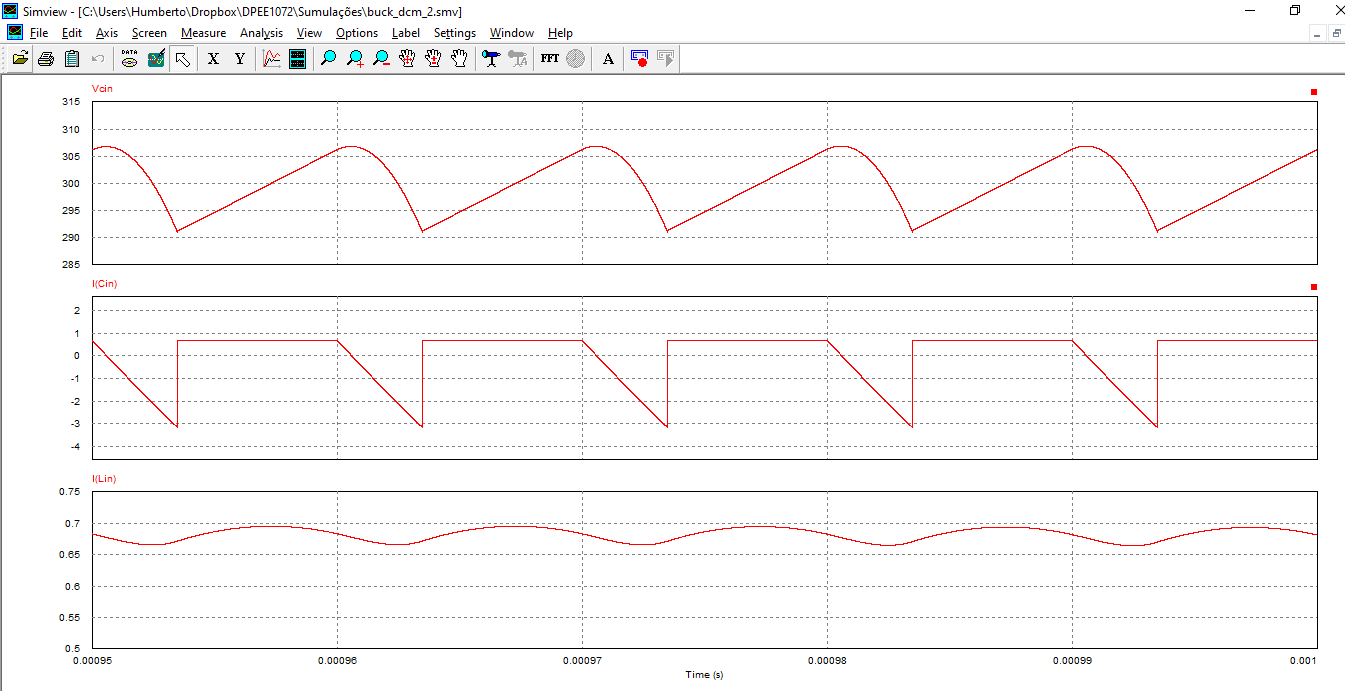 Simview - [C:\Users\Humberto\Dropbox\DPEE1072\Sumulações\buck_dcm_2.smv]
File Edit Axis Screen Measure Analysis View Options Label Settings Window Help
DATA X Y A FFT A
Vcin
315
310
305
300
295
290
285
I(Cin)
2
1
0
-1
-2
-3
-4
I(Lin)
0.75
0.7
0.65
0.6
0.55
0.5
0.00095 0.00096 0.00097 0.00098 0.00099 0.001
Time (s)